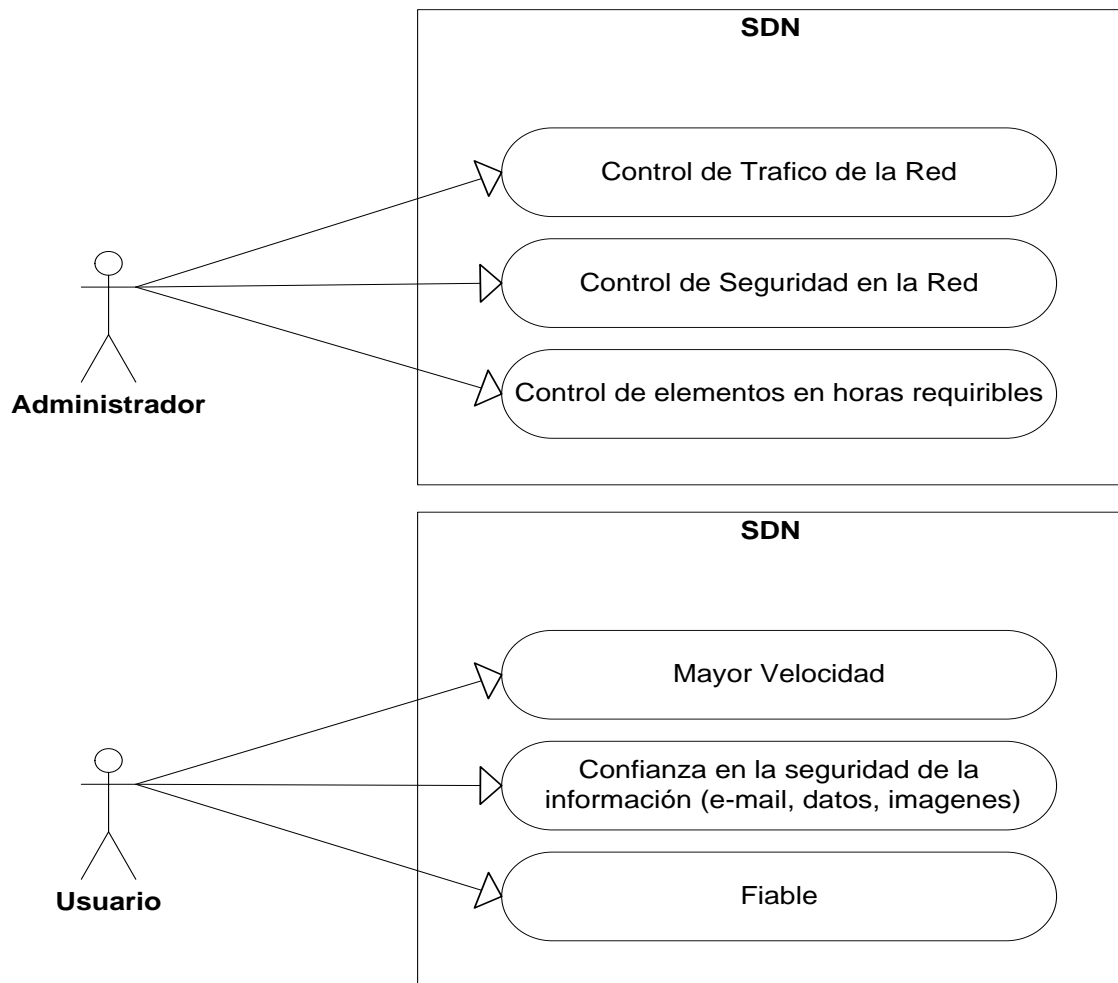 SDN
Control de Trafico de la Red
Control de Seguridad en la Red
Control de elementos en horas requiribles
Administrador
SDN
Mayor Velocidad
Confianza en la seguridad de la
información (e-mail, datos, imagenes)
Fiable
Usuario